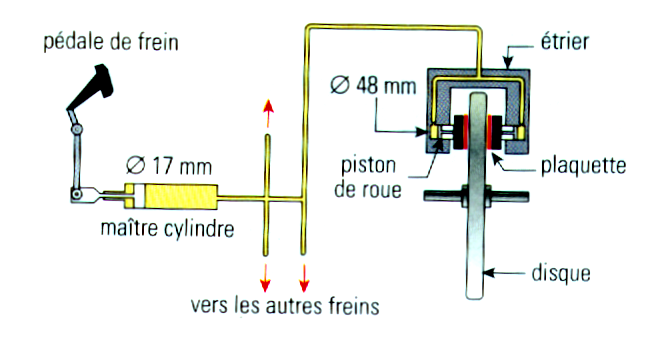 pédale de frein
étrier
Ø 48 mm
Ø 17 mm
piston
de roue
plaquette
maître cylindre
disque
vers les autres freins